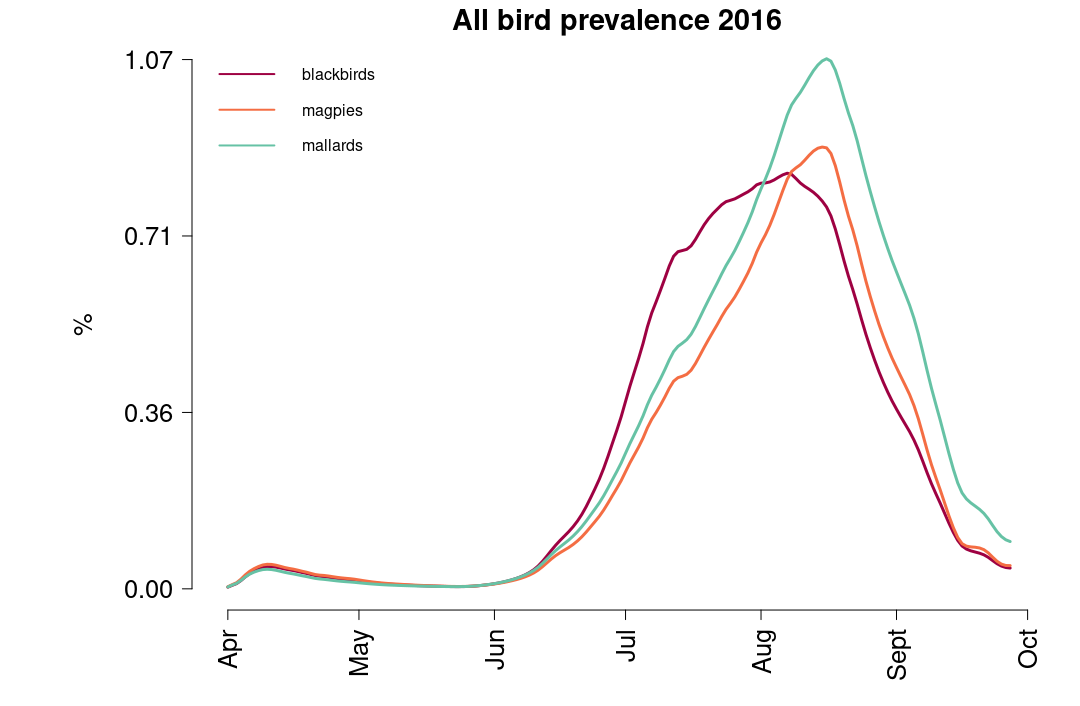 All bird prevalence 2016
1.07
blackbirds
magpies
mallards
0.71
%
0.36
0.00
Apr
May
Jun
Jul
Aug
Sept
Oct